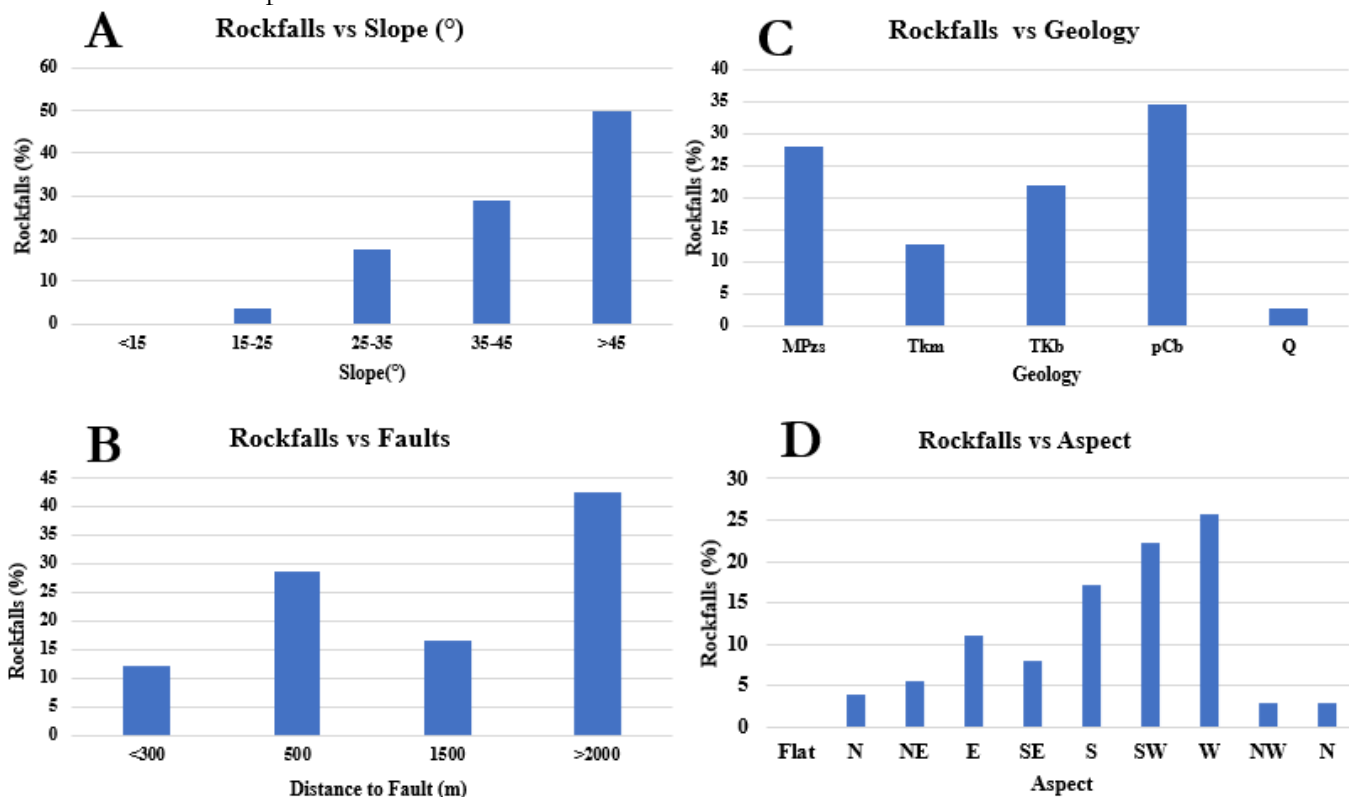 A
Rockfalls vs Slope (°)
60
50
40
30
20
10
0
Rockfalls (%)
<15 15-25 25-35 35-45 >45
Slope(°)
C
Rockfalls vs Geology
40
35
30
25
20
15
10
5
0
Rockfalls (%)
MPzs Tkm TKb pCb Q
Geology
B
Rockfalls vs Faults
45
40
35
30
25
20
15
10
5
0
Rockfalls (%)
<300 500 1500 >2000
Distance to Fault (m)
D
Rockfalls vs Aspect
30
25
20
15
10
5
0
Rockfalls (%)
Flat N NE E SE S SW W NW N
Aspect